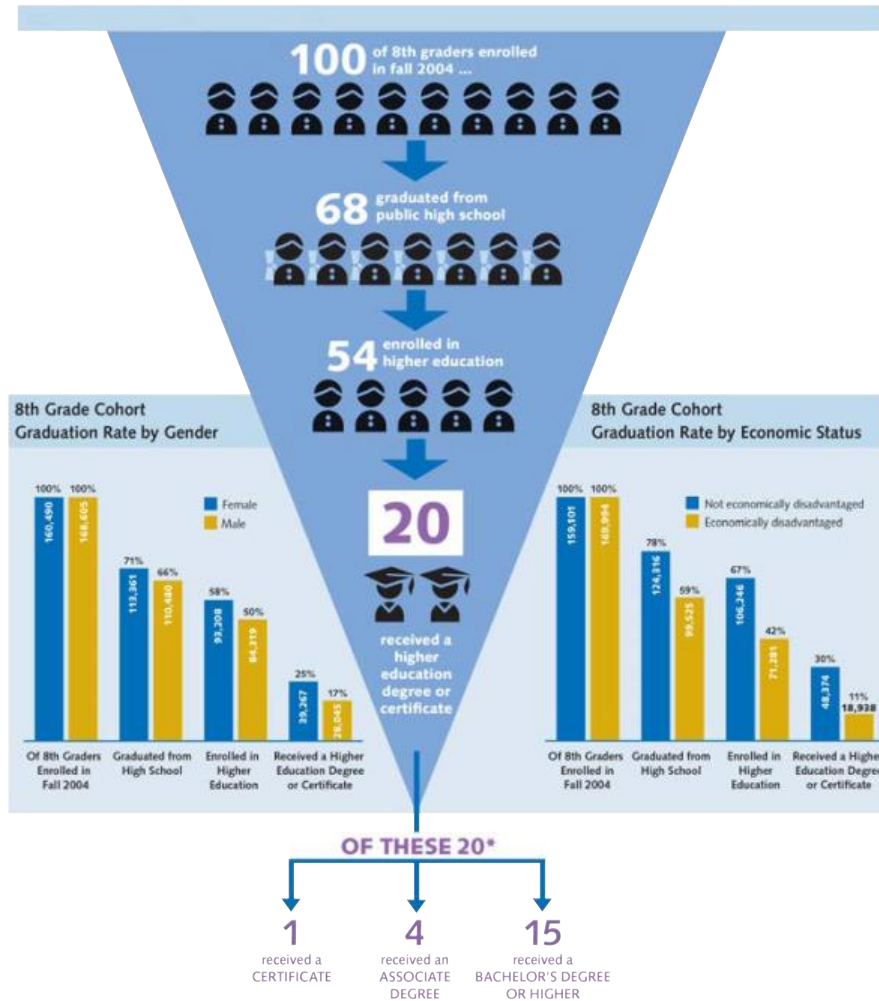 100 of 8th graders enrolled
in fall 2004 ...
68 graduated from
public high school
54 enrolled in
higher education
8th Grade Cohort
Graduation Rate by Gender
100% 100%
160,490
168,605
Female
Male
71%
66%
113,361
110,480
58%
50%
93,208
84,319
25%
17%
39,267
28,045
Of 8th Graders
Enrolled in
Fall 2004
Graduated from
High School
Enrolled in
Higher
Education
Received a Higher
Education Degree
or Certificate
20
received a
higher
education
degree or
certificate
8th Grade Cohort
Graduation Rate by Economic Status
100% 100%
159,101
169,994
Not economically disadvantaged
Economically disadvantaged
78%
59%
124,316
99,525
67%
42%
106,246
71,281
30%
11%
48,374
18,938
Of 8th Graders
Enrolled in
Fall 2004
Graduated from
High School
Enrolled in
Higher
Education
Received a Higher
Education Degree
or Certificate
OF THESE 20*
1
received a
CERTIFICATE
4
received an
ASSOCIATE
DEGREE
15
received a
BACHELOR'S DEGREE
OR HIGHER